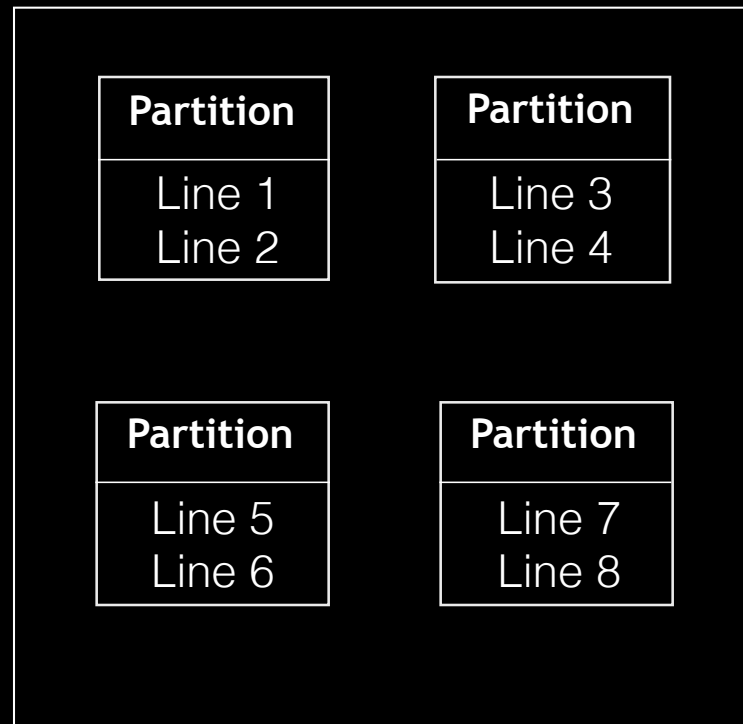 Partition
Line 1
Line 2
Partition
Line 3
Line 4
Partition
Line 5
Line 6
Partition
Line 7
Line 8